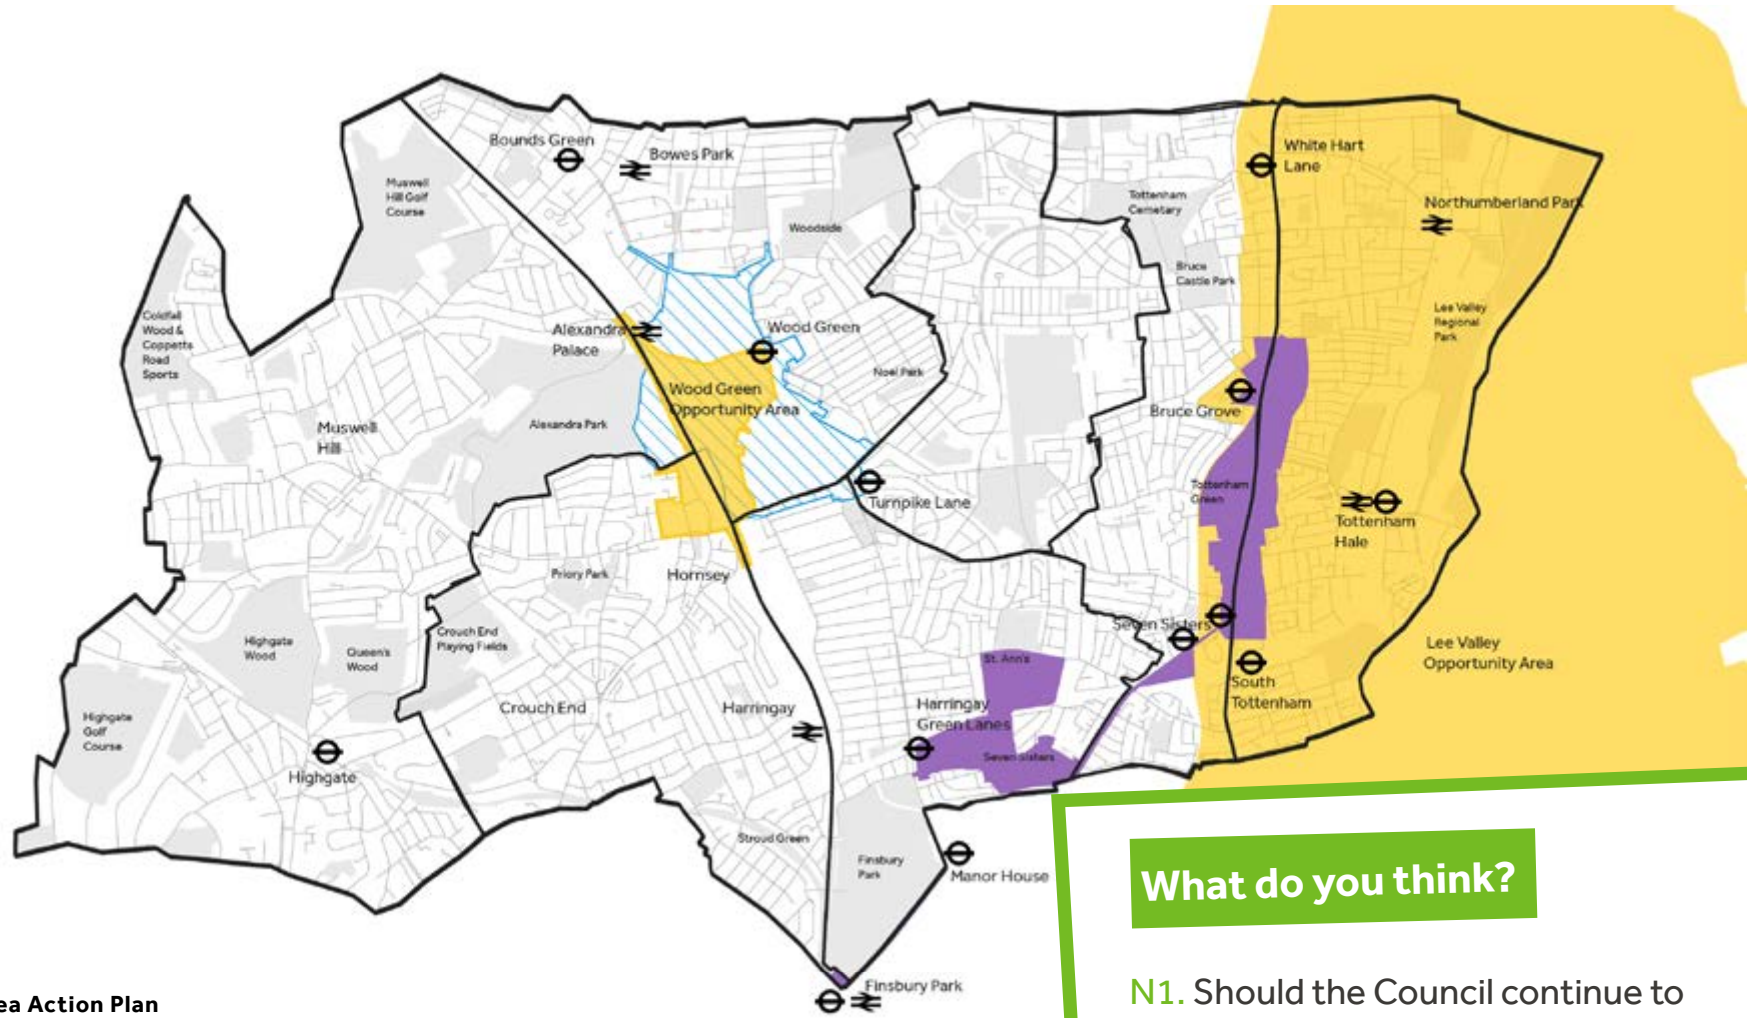 Bounds Green
Bowes Park
White Hart
Lane
Muswell
Hill Golf
Course
Tottenham
Cemetary
Northumberland Park
Woodside
Bruce
Castle Park
Coldfall
Wood &
Coppetts
Road
Sports
Alexandra
Palace
Wood Green
Lee Valley
Regional
Park
Noel Park
Wood Green
Opportunity Area
Bruce Grove
Muswell
Hill
Alexandra Park
Tottenham
Green
Turnpike Lane
Tottenham
Hale
Priory Park
Hornsey
Crouch End
Playing Fields
Seven Sisters
Highgate
Wood
Queen's
Wood
St. Ann's
Lee Valley
Opportunity Area
South
Tottenham
Highgate
Golf
Course
Crouch End
Harringay
Harringay
Green Lanes
Seven Sisters
Highgate
Stroud Green
Finsbury
Park
Manor House
Finsbury Park
ea Action Plan
What do you think?
N1. Should the Council continue to